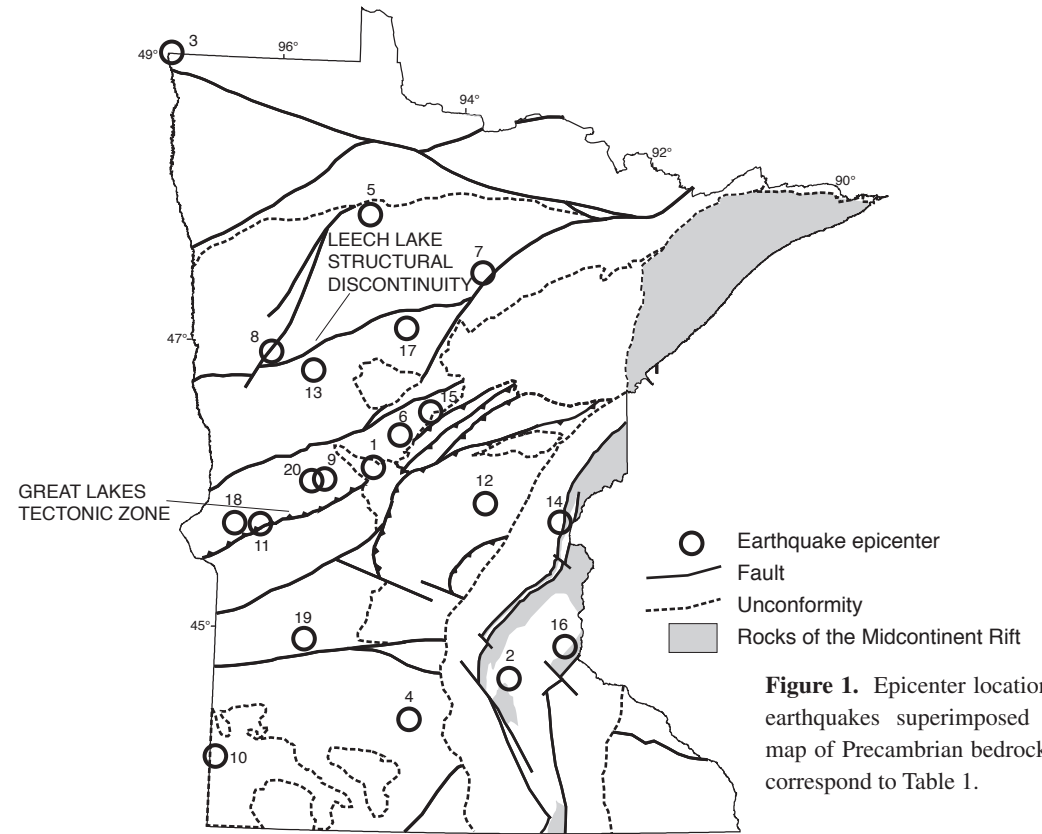 3
49°
96°
94°
92°
90°
5
LEECH LAKE
STRUCTURAL
DISCONTINUITY
7
47°
8
17
13
15
6
1
20
9
GREAT LAKES
TECTONIC ZONE
18
11
12
14
Earthquake epicenter
Fault
Unconformity
Rocks of the Midcontinent Rift
45°
19
16
2
4
10
Figure 1. Epicenter location
earthquakes superimposed
map of Precambrian bedrock
correspond to Table 1.